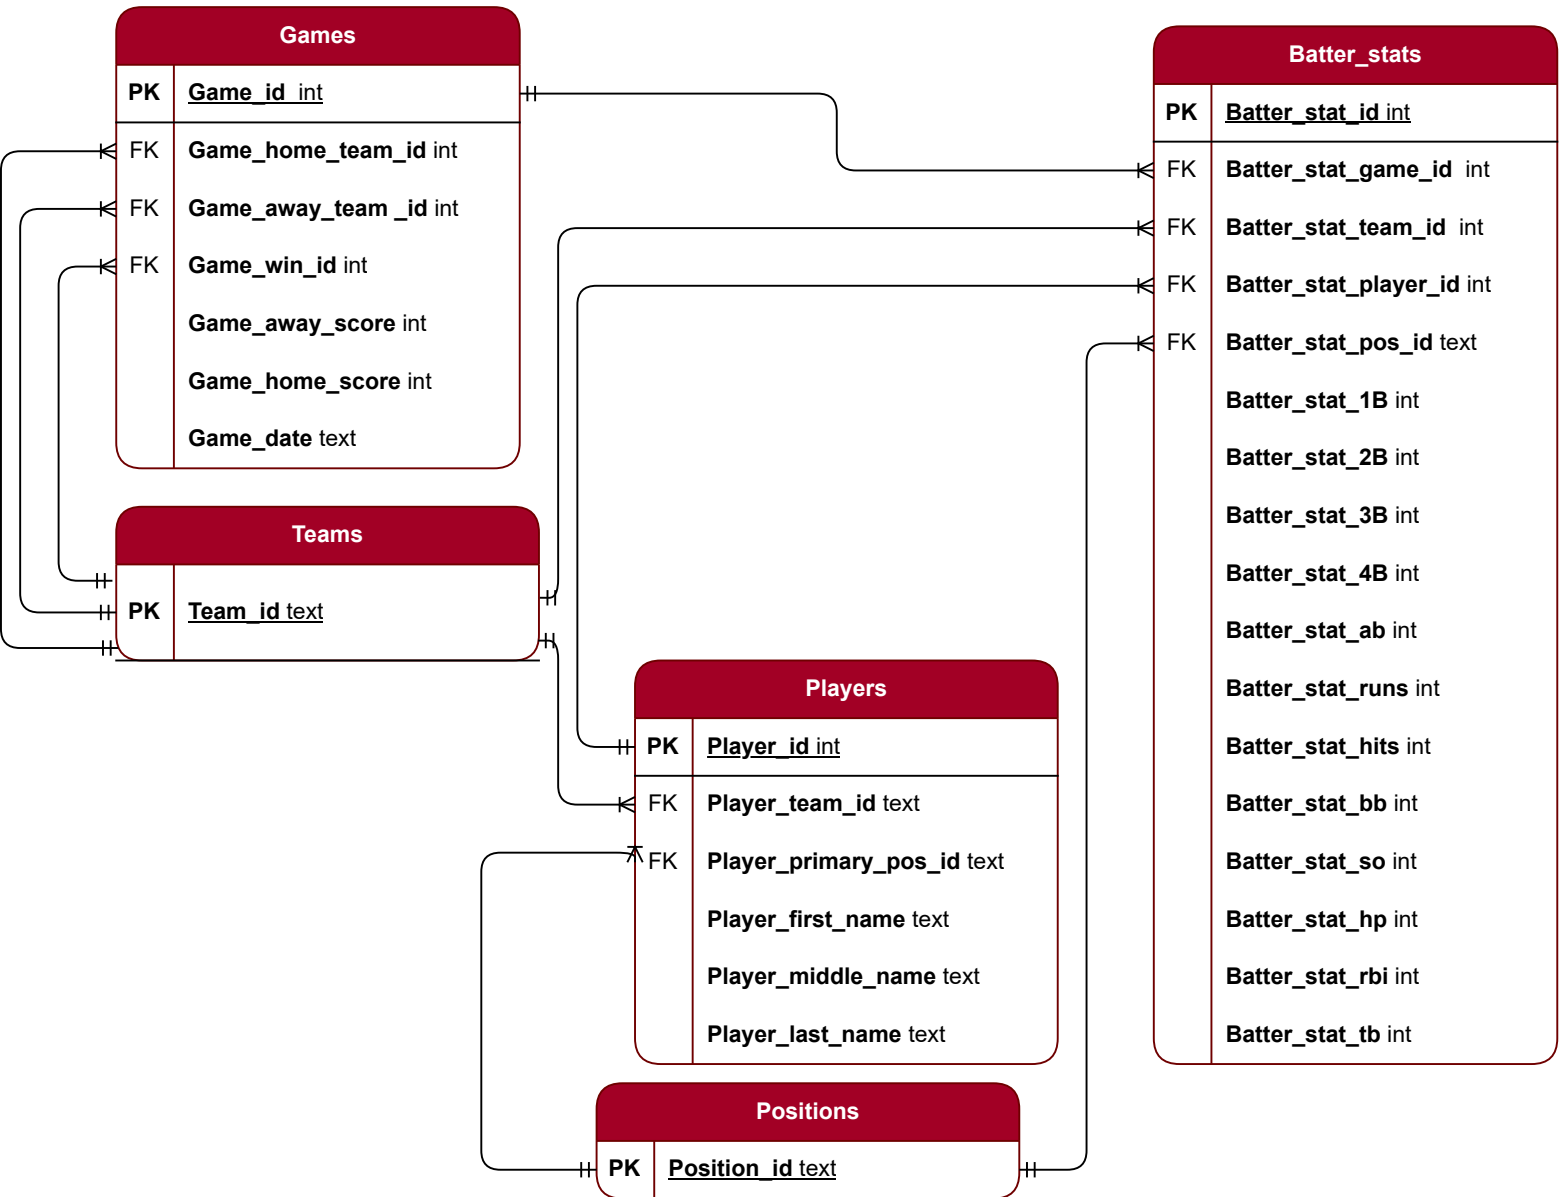 Games
PK Game_id int
FK Game_home_team_id int
FK Game_away_team _id int
FK Game_win_id int
Game_away_score int
Game_home_score int
Game_date text
Teams
PK Team_id text
Players
PK Player_id int
FK Player_team_id text
FK Player_primary_pos_id text
Player_first_name text
Player_middle_name text
Player_last_name text
Positions
PK Position_id text
Batter_stats
PK Batter_stat_id int
FK Batter_stat_game_id int
FK Batter_stat_team_id int
FK Batter_stat_player_id int
FK Batter_stat_pos_id text
Batter_stat_1B int
Batter_stat_2B int
Batter_stat_3B int
Batter_stat_4B int
Batter_stat_ab int
Batter_stat_runs int
Batter_stat_hits int
Batter_stat_bb int
Batter_stat_so int
Batter_stat_hp int
Batter_stat_rbi int
Batter_stat_tb int